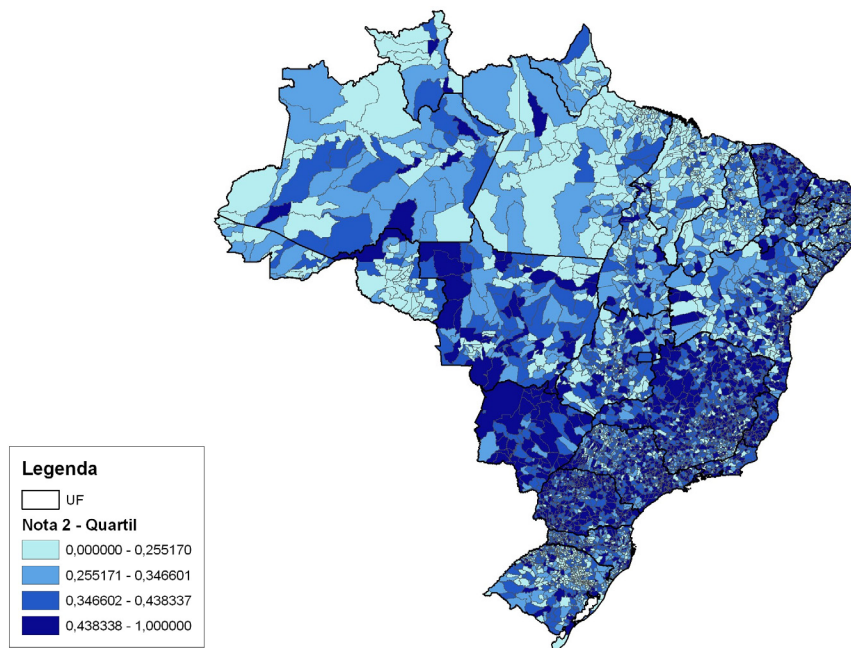 Legenda
UF
Nota 2 - Quartil
0,000000 - 0,255170
0,255171 - 0,346601
0,346602 - 0,438337
0,438338 - 1,000000